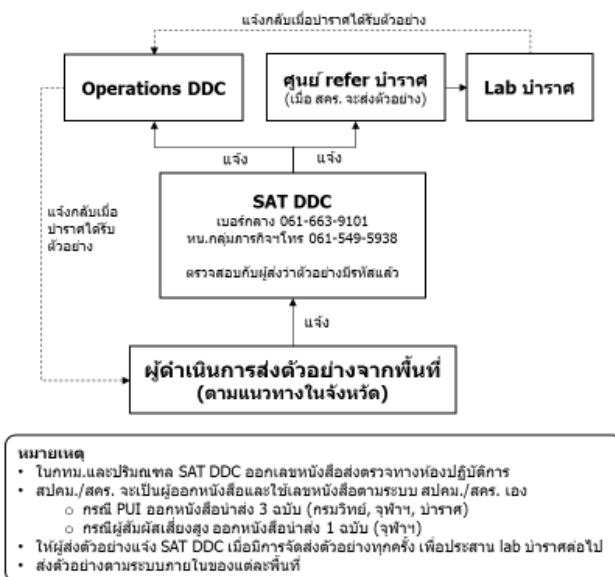 แจ้งกลับเมื่อบำราศได้รับตัวอย่าง
Operations DDC
ศูนย์ refer บำราศ
(เมื่อ สคร. จะส่งตัวอย่าง)
Lab บำราศ
แจ้ง
แจ้ง
แจ้งกลับเมื่อ
บำราศได้รับ
ตัวอย่าง
SAT DDC
เบอร์กลาง 061-663-9101
หน.กลุ่มภารกิจฯโทร 061-549-5938
ตรวจสอบกับผู้ส่งว่าตัวอย่างมีรหัสแล้ว
แจ้ง
ผู้ดำเนินการส่งตัวอย่างจากพื้นที่
(ตามแนวทางในจังหวัด)
หมายเหตุ
• ในกทม.และปริมณฑล SAT DDC ออกเลขหนังสือส่งตรวจทางห้องปฏิบัติการ
• สปคม./สคร. จะเป็นผู้ออกหนังสือและใช้เลขหนังสือตามระบบ สปคม./สคร. เอง
o กรณี PUI ออกหนังสือนำส่ง 3 ฉบับ (กรมวิทย์, จุฬาฯ, บำราศ)
o กรณีผู้สัมผัสเสี่ยงสูง ออกหนังสือนำส่ง 1 ฉบับ (จุฬาฯ)
• ให้ผู้ส่งตัวอย่างแจ้ง SAT DDC เมื่อมีการจัดส่งตัวอย่างทุกครั้ง เพื่อประสาน lab บำราศต่อไป
• ส่งตัวอย่างตามระบบภายในของแต่ละพื้นที่